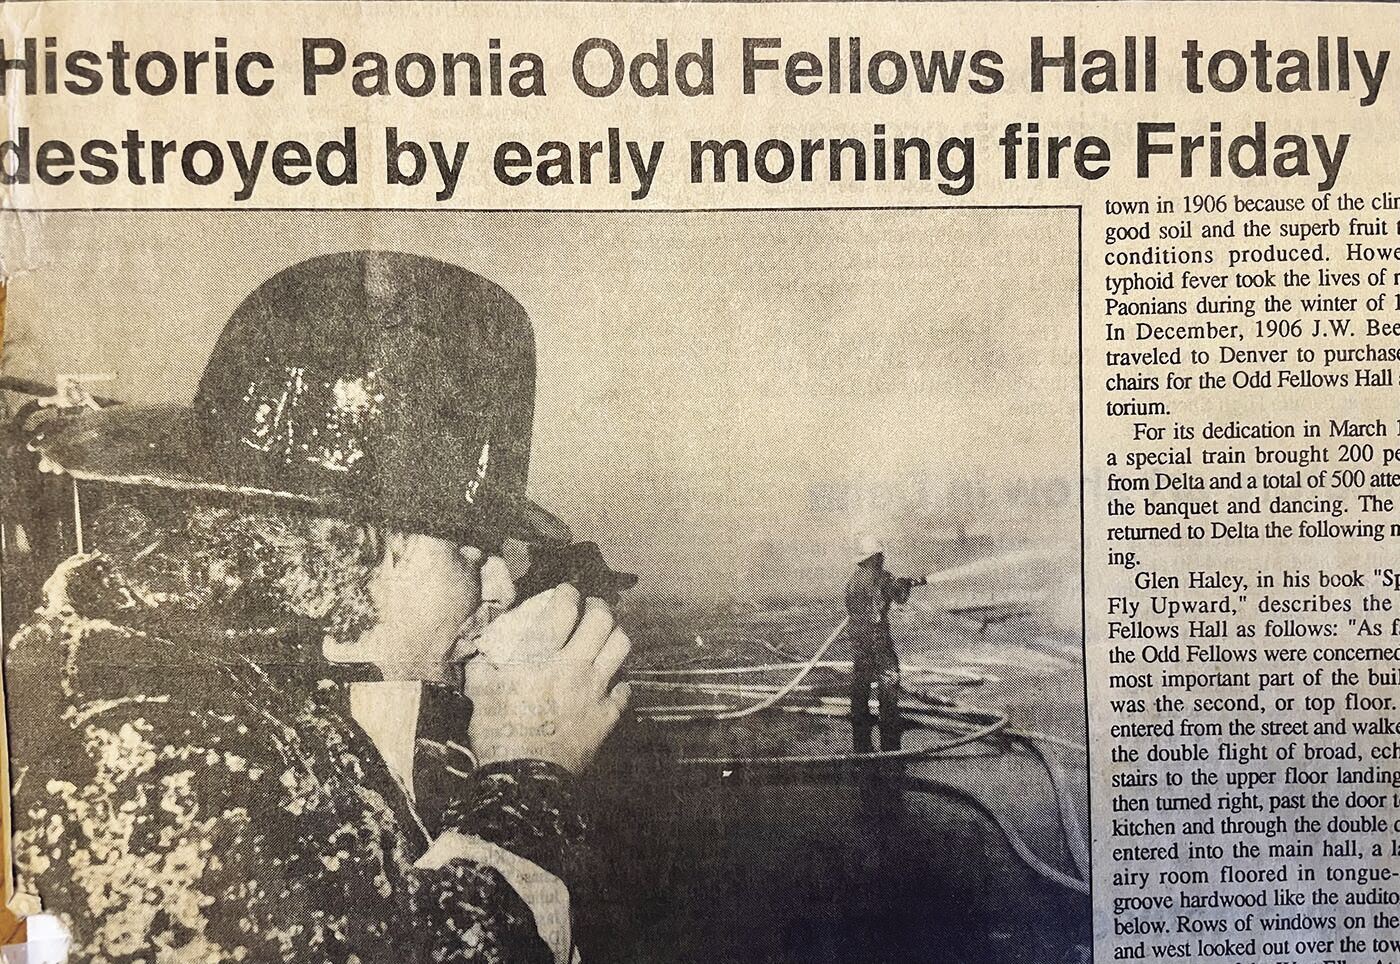 Historic Paonia Odd Fellows Hall totally
destroyed by early morning fire Friday
town in 1906 because of the
good soil and the superb fruit
conditions produced.
typhoid fever took the lives of
Paonians during the winter of
In December, 1906 J.W.
traveled to Denver to purchase
chairs for the Odd Fellows Hall
torium.
For its dedication in March
a special train brought 200
from Delta and a total of 500
the banquet and dancing. The
returned to Delta the following
ing.
Glen Haley, in his book
Fly Upward," describes the
Fellows Hall as follows: "As
the Odd Fellows were concerned
most important part of the
was the second, or top floor.
entered from the street and
the double flight of broad,
stairs to the upper floor landing
then turned right, past the door
kitchen and through the double
entered into the main hall, a
airy room floored in tongue-
groove hardwood like the
below. Rows of windows on the
and west looked out over the